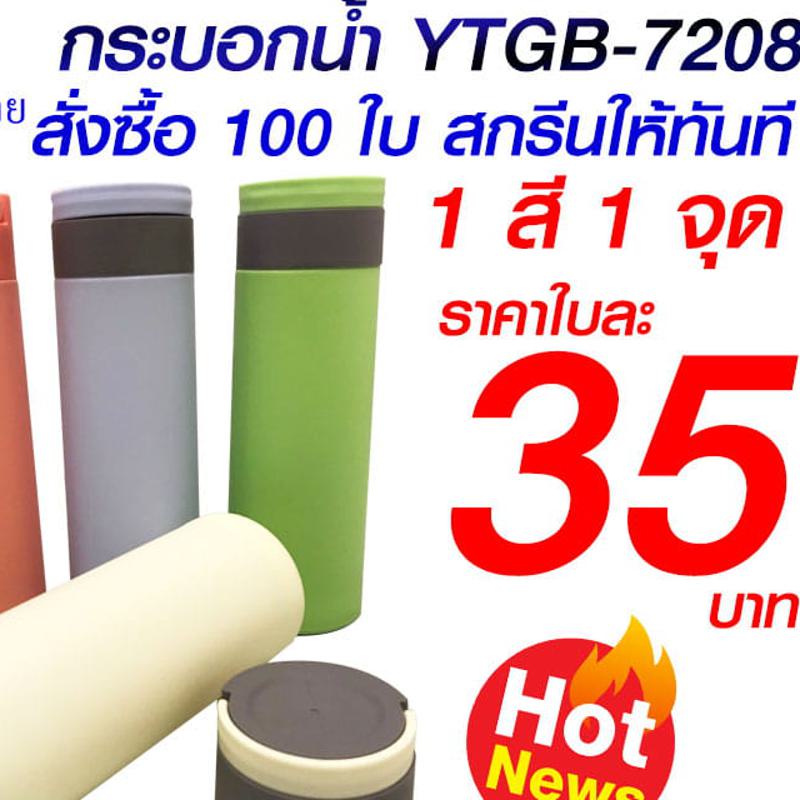 กระบอกน้ำ YTGB-7208
สั่งซื้อ 100 ใบ สกรีนให้ทันที
1 สี 1 จุด
ราคาใบละ
35
บาท
Hot
News